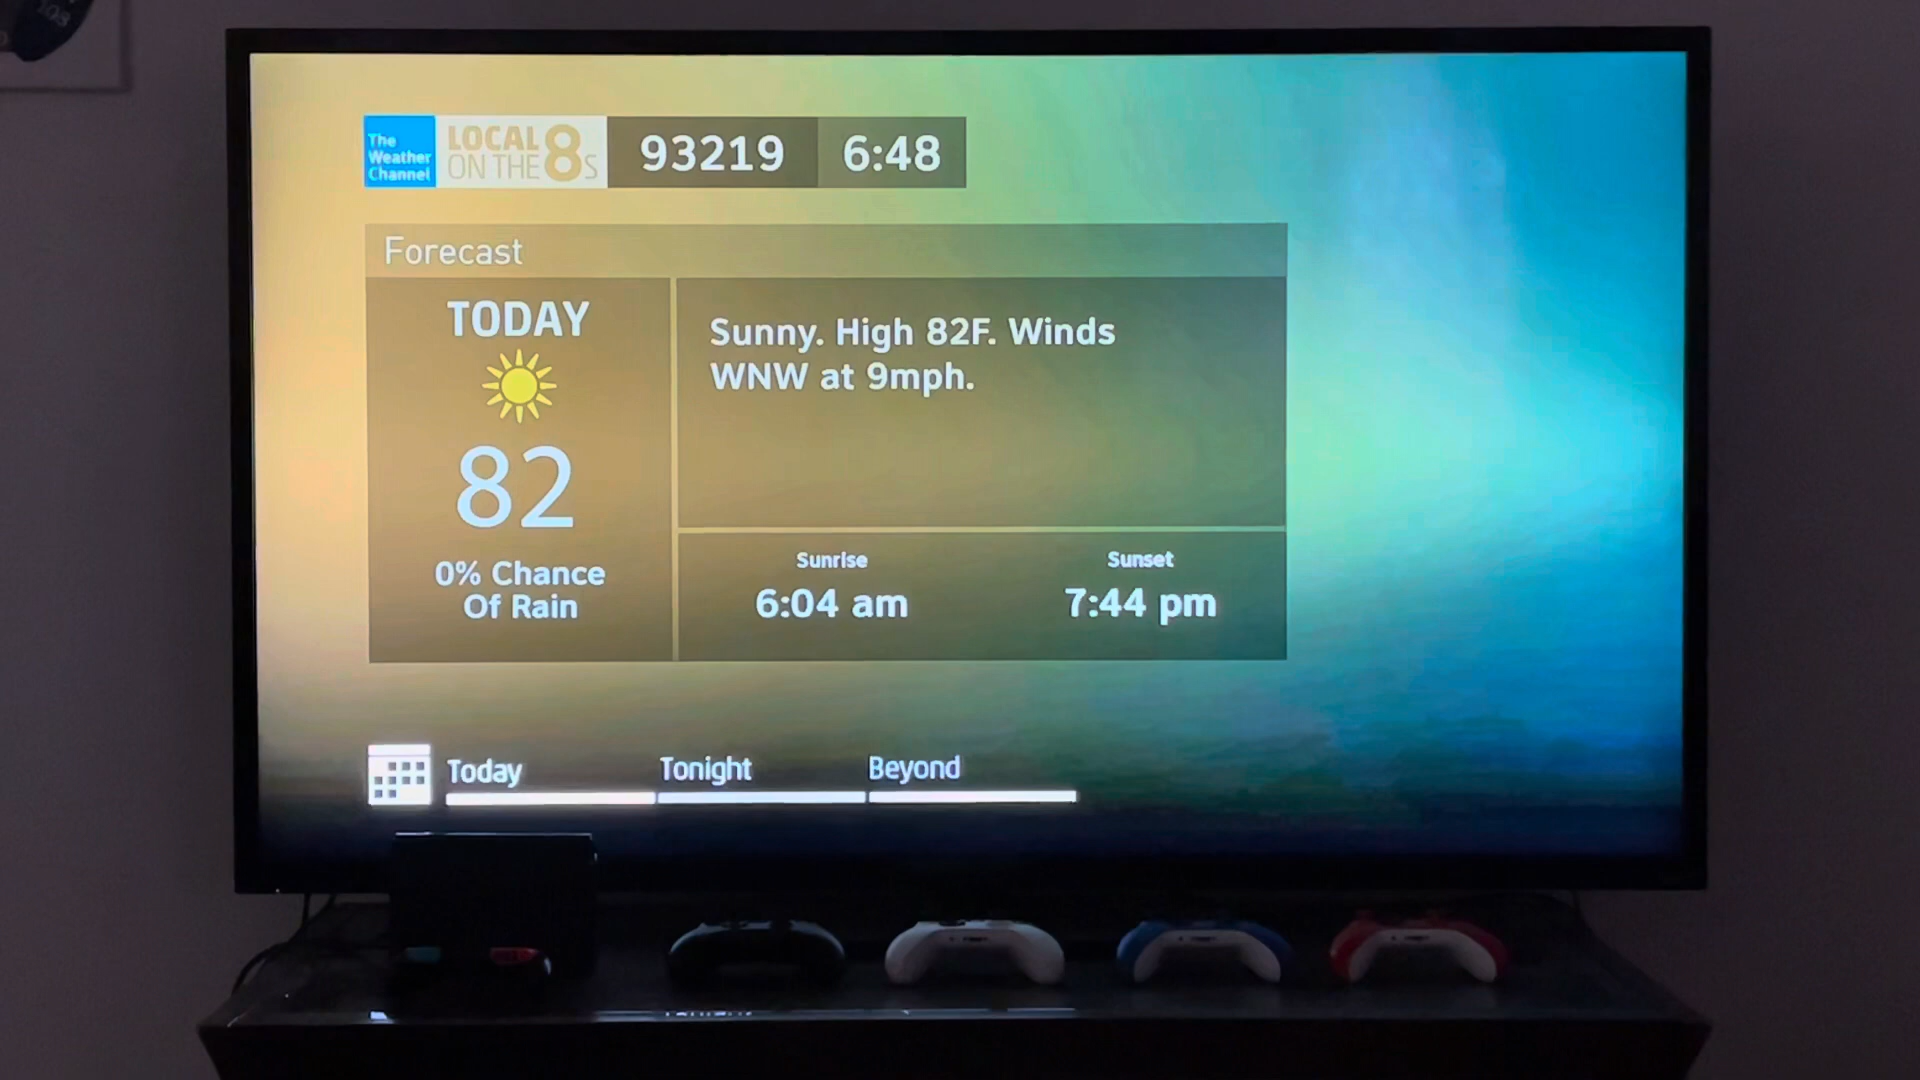 The
Weather
Channel
LOCAL
ON THE 8s
93219
6:48
Forecast
TODAY
82
0% Chance
Of Rain
Sunny. High 82F. Winds
WNW at 9mph.
Sunrise
6:04 am
Sunset
7:44 pm
Today
Tonight
Beyond